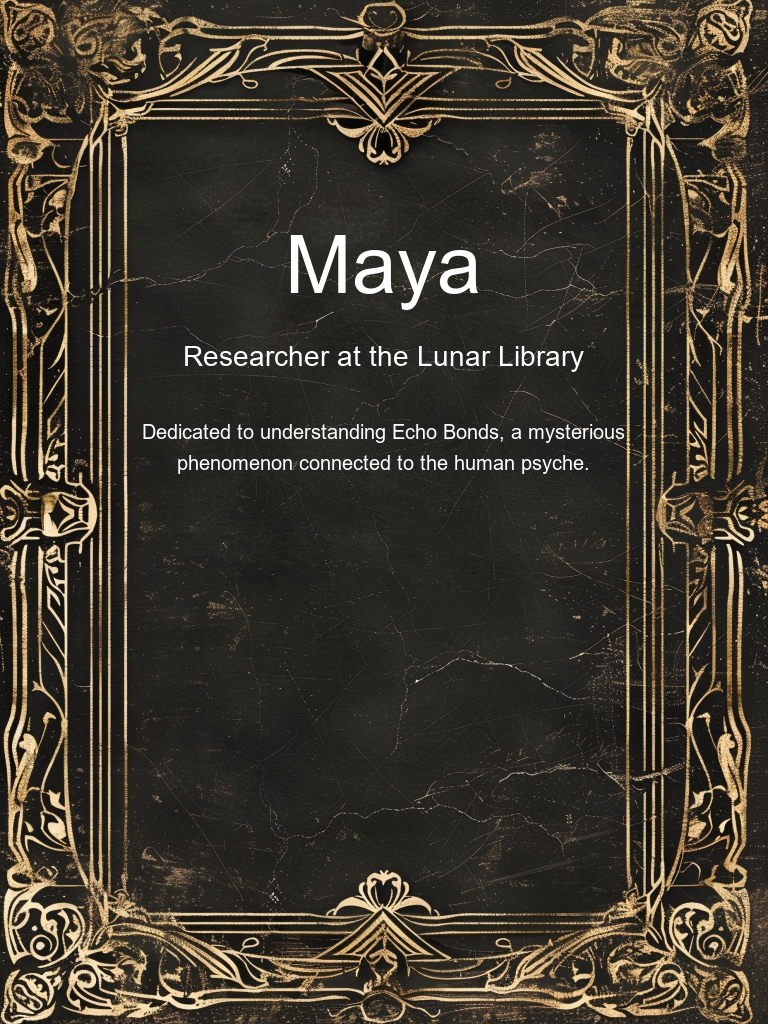 Maya
Researcher at the Lunar Library
Dedicated to understanding Echo Bonds, a mysterious
phenomenon connected to the human psyche.